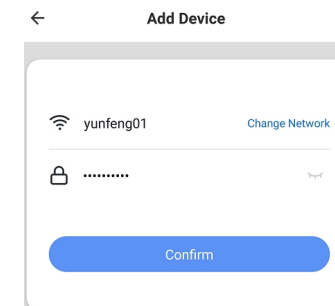 Add Device
yunfeng01 Change Network
••••••••••
Confirm